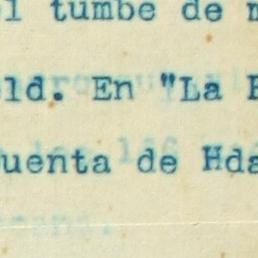 l tumbe de m
ld. En "La
uenta de Hda